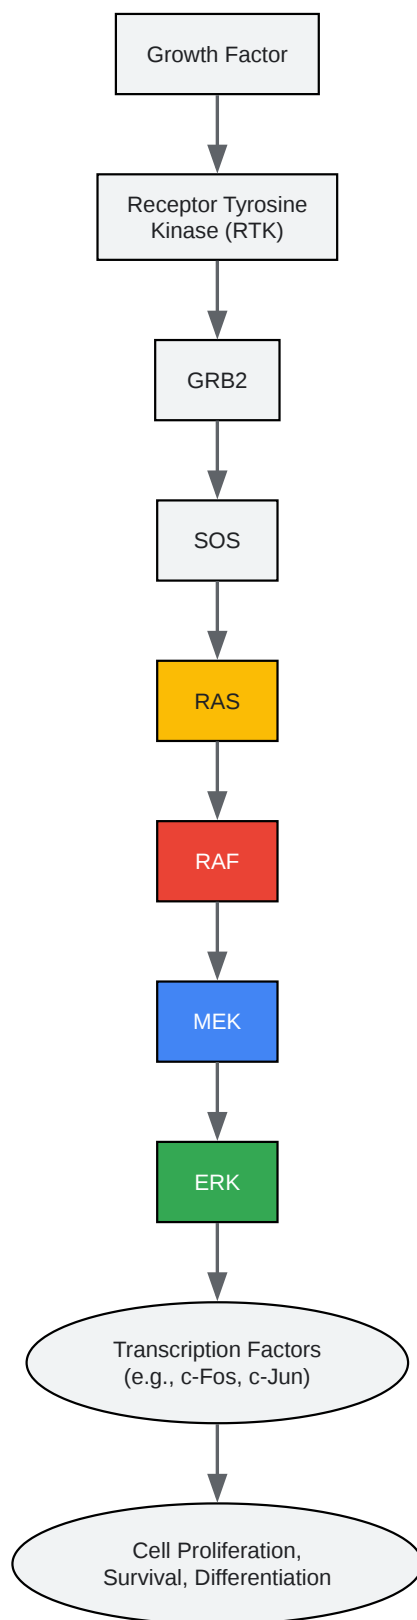 Growth Factor
Receptor Tyrosine
Kinase (RTK)
GRB2
SOS
RAS
RAF
MEK
ERK
Transcription Factors
(e.g., c-Fos, c-Jun)
Cell Proliferation,
Survival, Differentiation